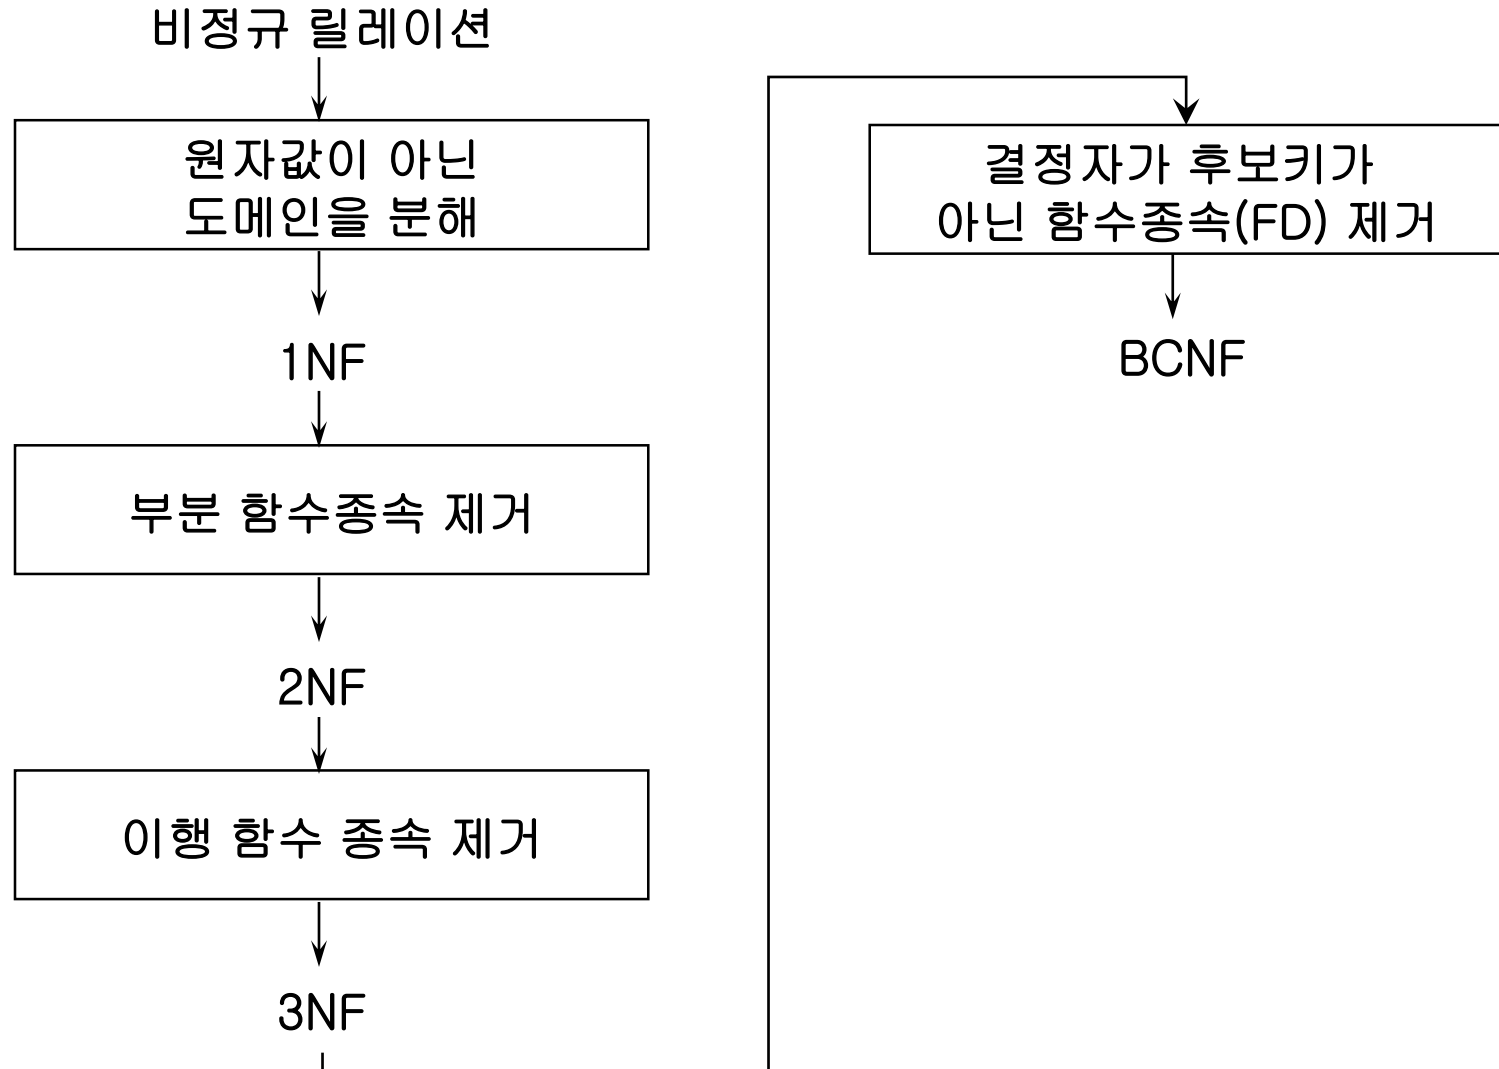 비정규 릴레이션
원자값이 아닌
도메인을 분해
1NF
부분 함수종속 제거
2NF
이행 함수 종속 제거
3NF
결정자가 후보키가
아닌 함수종속(FD) 제거
BCNF